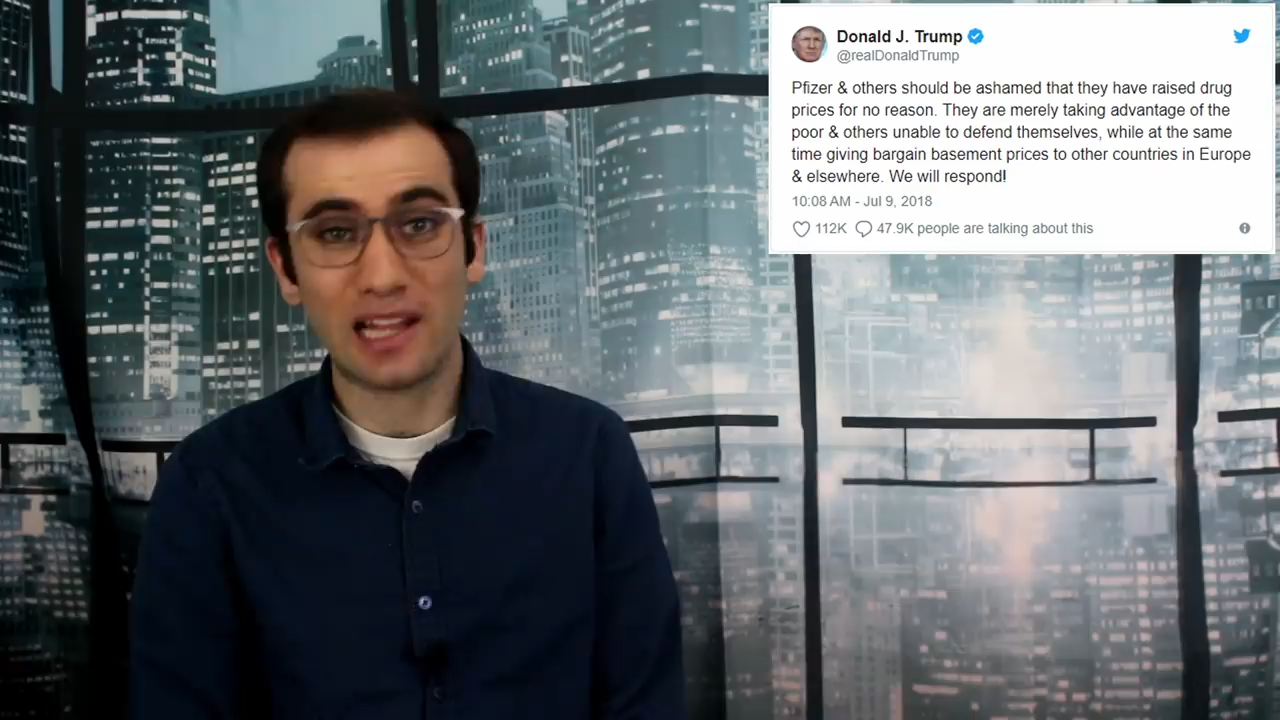 Donald J. Trump
@realDonaldTrump
Pfizer & others should be ashamed that they have raised drug
prices for no reason. They are merely taking advantage of the
poor & others unable to defend themselves, while at the same
time giving bargain basement prices to other countries in Europe
& elsewhere. We will respond!
10:08 AM - Jul 9, 2018
112K 47.9K people are talking about this